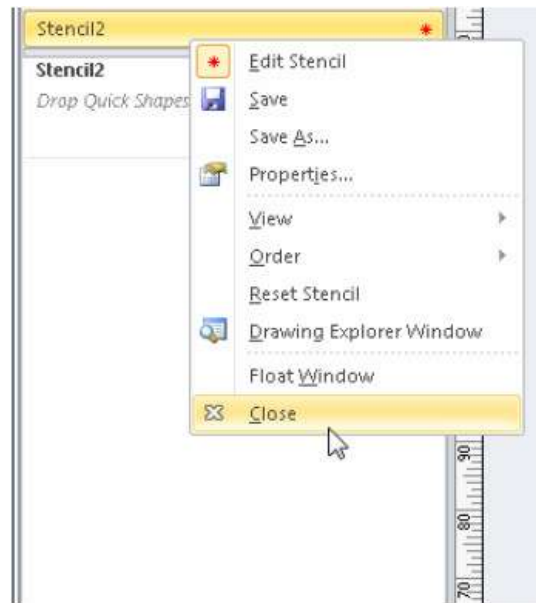 Stencil2
Stencil2
Drop Quick Shapes
Edit Stencil
Save
Save As...
Properties...
View
Order
Reset Stencil
Drawing Explorer Window
Float Window
Close
90
80
70